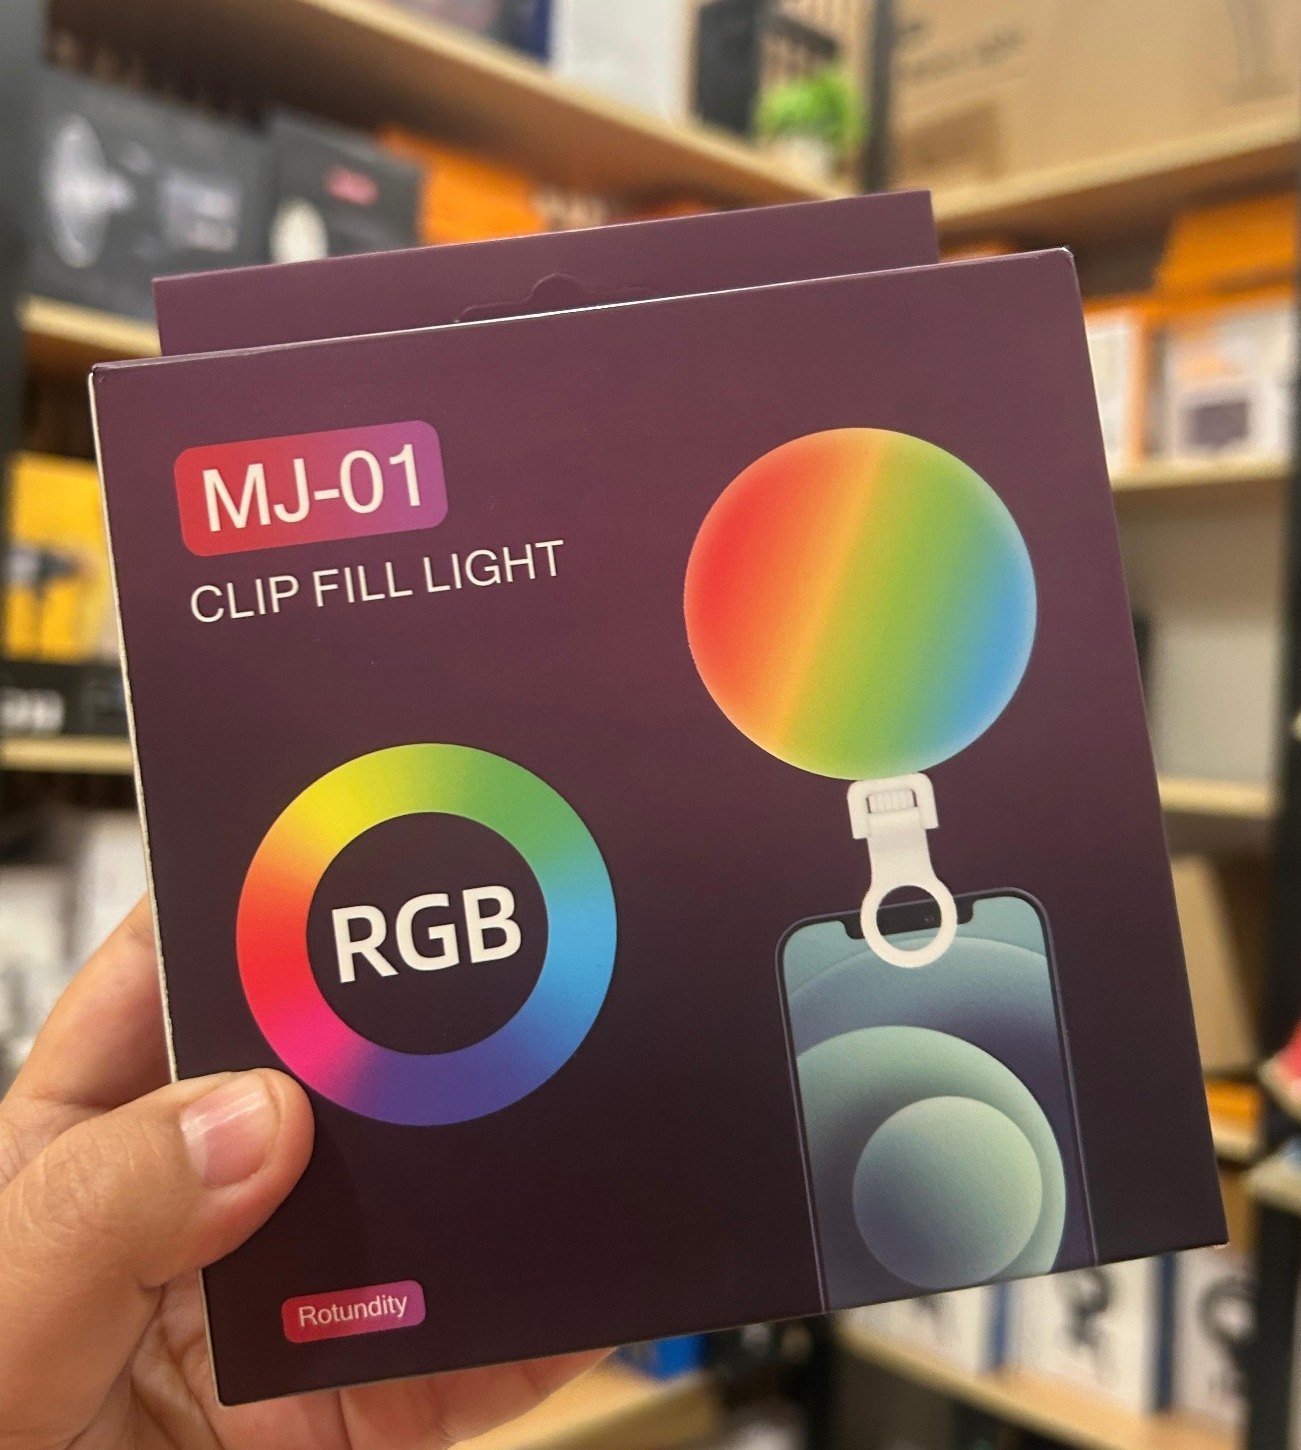 MJ-01
CLIP FILL LIGHT
RGB
Rotundity